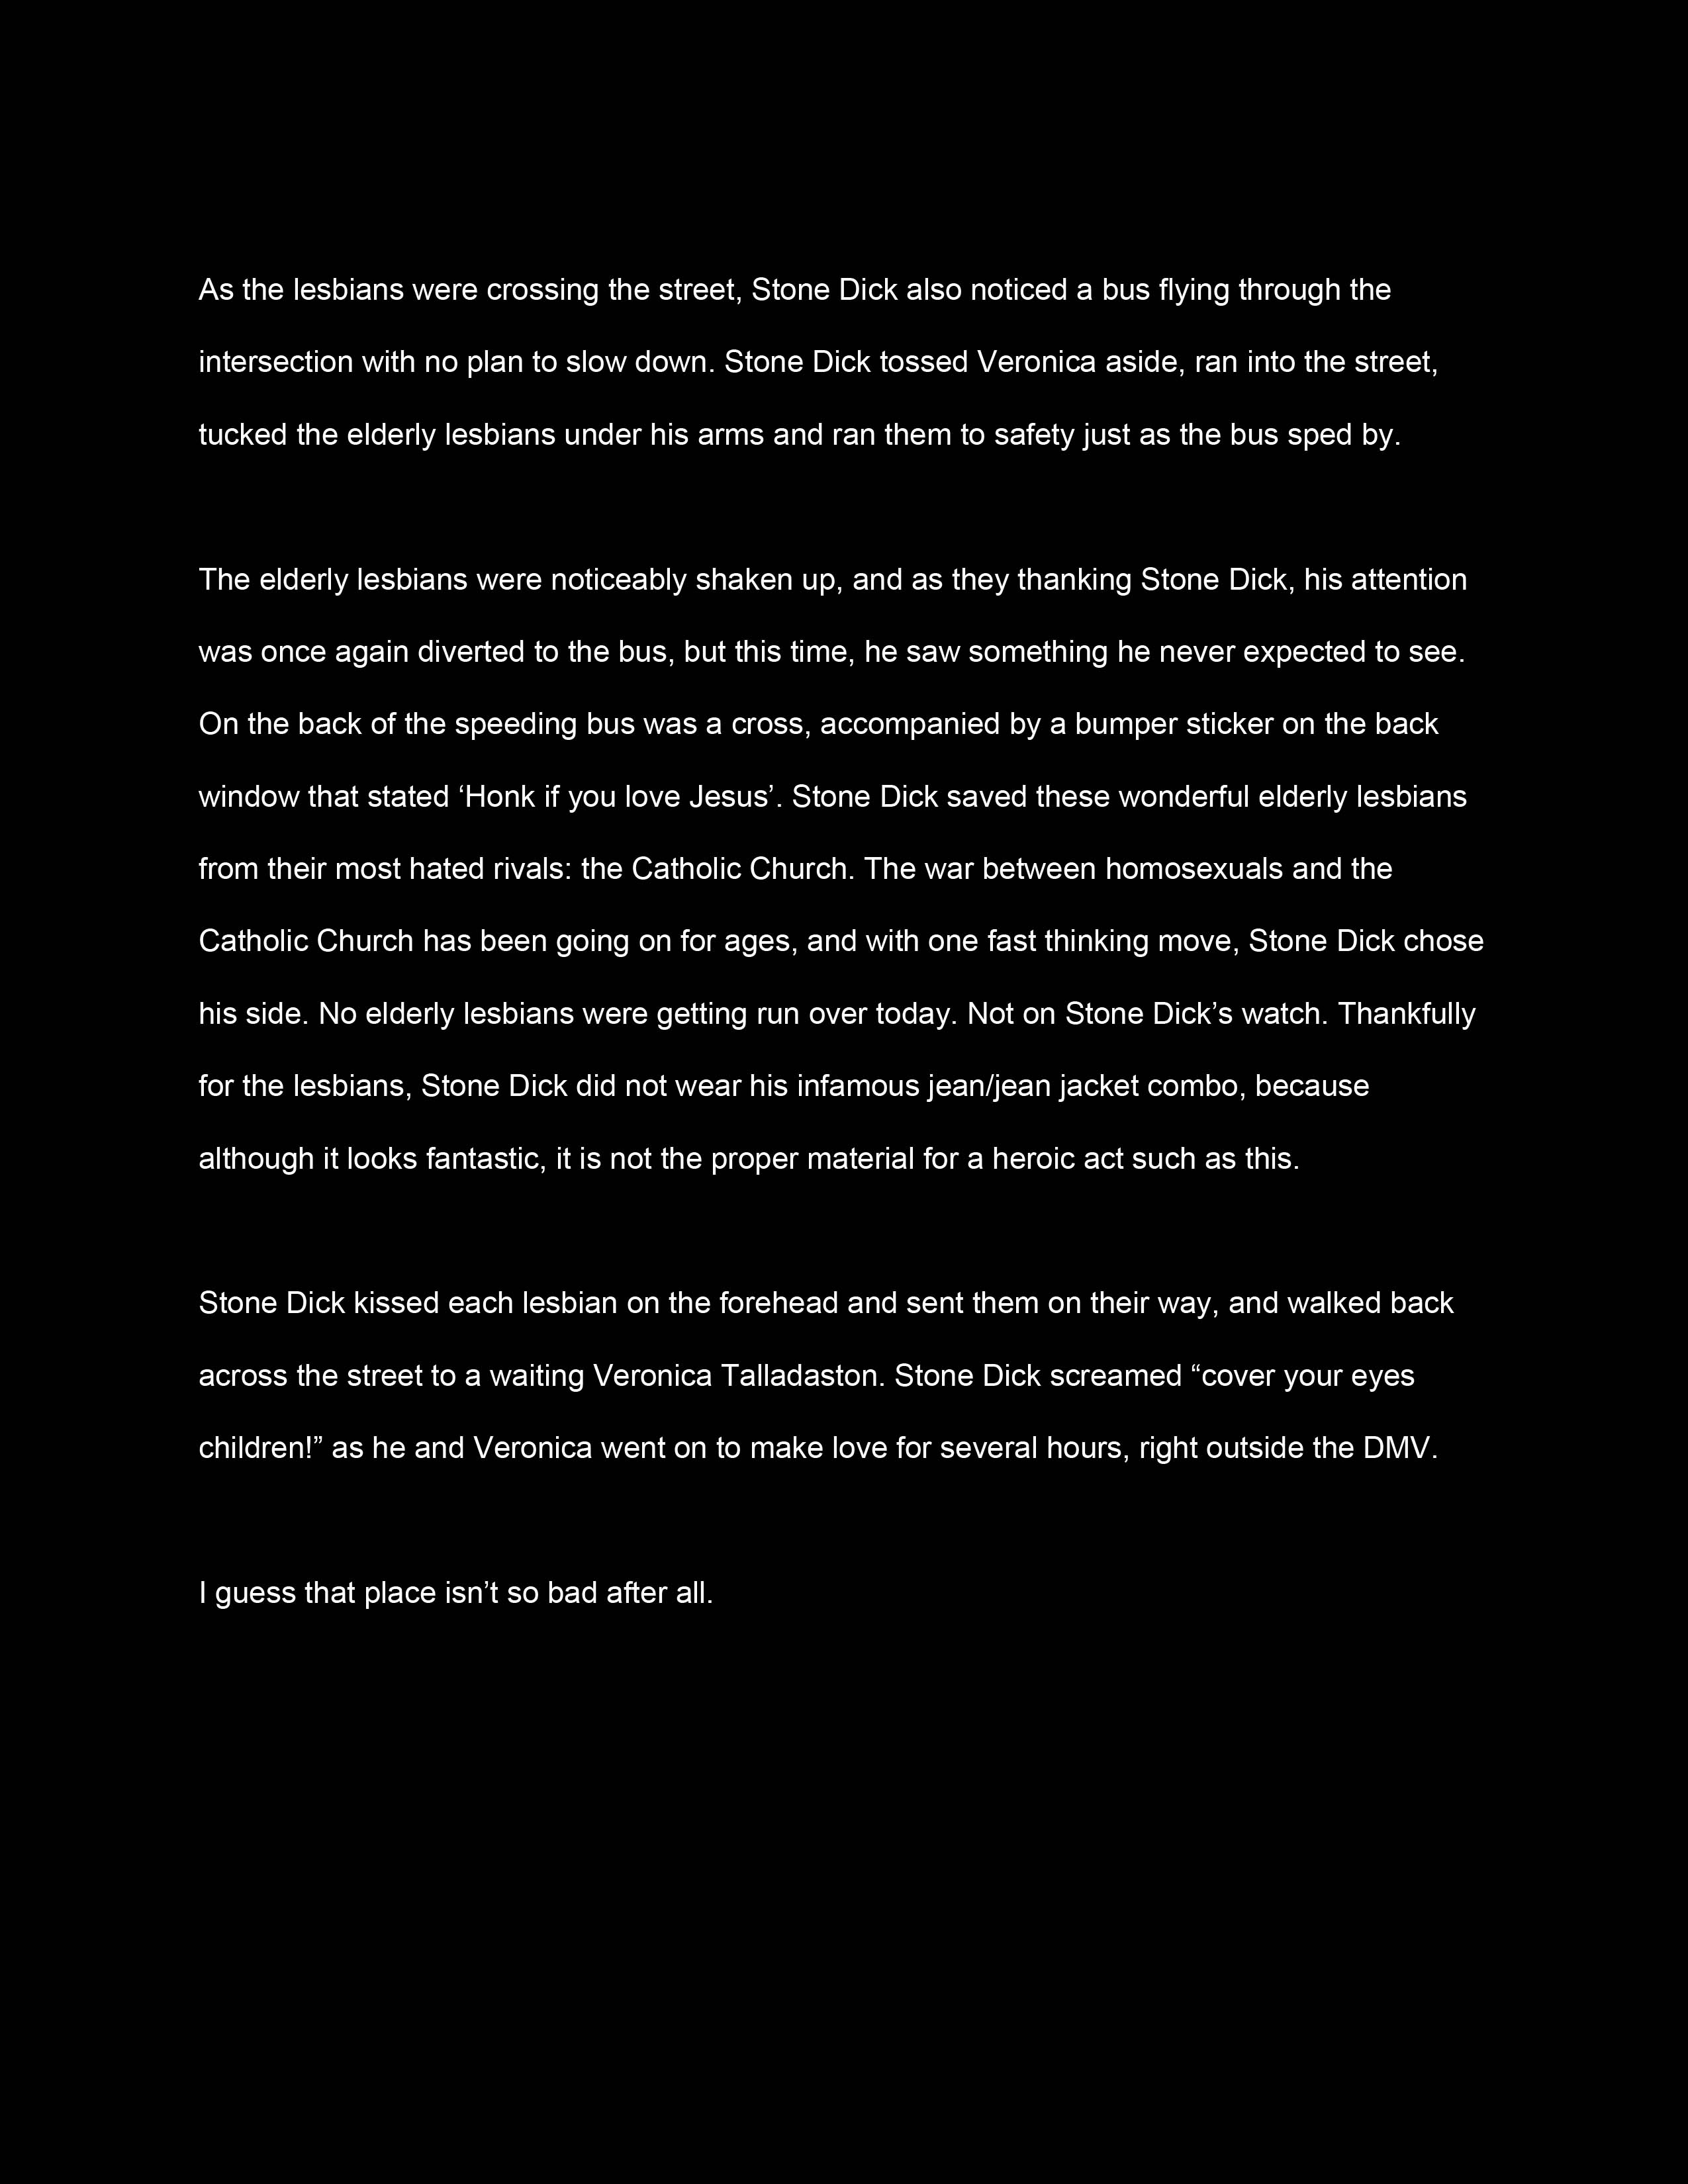 As the lesbians were crossing the street, Stone Dick also noticed a bus flying through the
intersection with no plan to slow down. Stone Dick tossed Veronica aside, ran into the street,
tucked the elderly lesbians under his arms and ran them to safety just as the bus sped by.
The elderly lesbians were noticeably shaken up, and as they thanking Stone Dick, his attention
was once again diverted to the bus, but this time, he saw something he never expected to see.
On the back of the speeding bus was a cross, accompanied by a bumper sticker on the back
window that stated ‘Honk if you love Jesus’. Stone Dick saved these wonderful elderly lesbians
from their most hated rivals: the Catholic Church. The war between homosexuals and the
Catholic Church has been going on for ages, and with one fast thinking move, Stone Dick chose
his side. No elderly lesbians were getting run over today. Not on Stone Dick’s watch. Thankfully
for the lesbians, Stone Dick did not wear his infamous jean/jean jacket combo, because
although it looks fantastic, it is not the proper material for a heroic act such as this.
Stone Dick kissed each lesbian on the forehead and sent them on their way, and walked back
across the street to a waiting Veronica Talladaston. Stone Dick screamed “cover your eyes
children!” as he and Veronica went on to make love for several hours, right outside the DMV.
I guess that place isn’t so bad after all.